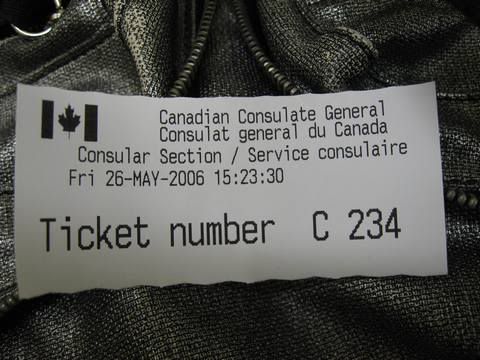 Canadian Consulate General
Consulat general du Canada
Consular Section / Service consulaire
Fri 26-MAY-2006 15:23:30
Ticket number C 234